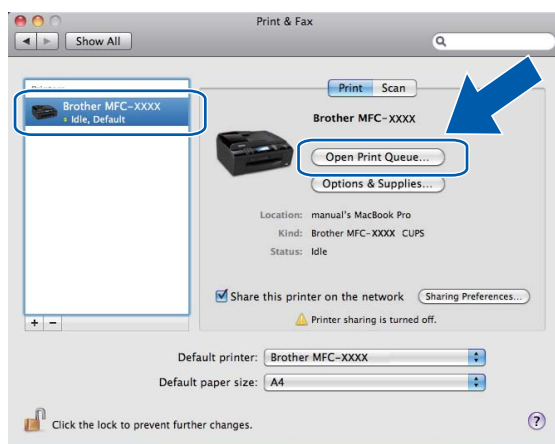 Print & Fax
Show All
Print Scan
Brother MFC-XXXX
Idle, Default
Brother MFC-XXXX
Open Print Queue...
Options & Supplies...
Location: manual's MacBook Pro
Kind: Brother MFC-XXXX CUPS
Status: Idle
Share this printer on the network Sharing Preferences...
Printer sharing is turned off.
+ −
Default printer: Brother MFC-XXXX
Default paper size: A4
Click the lock to prevent further changes.
?